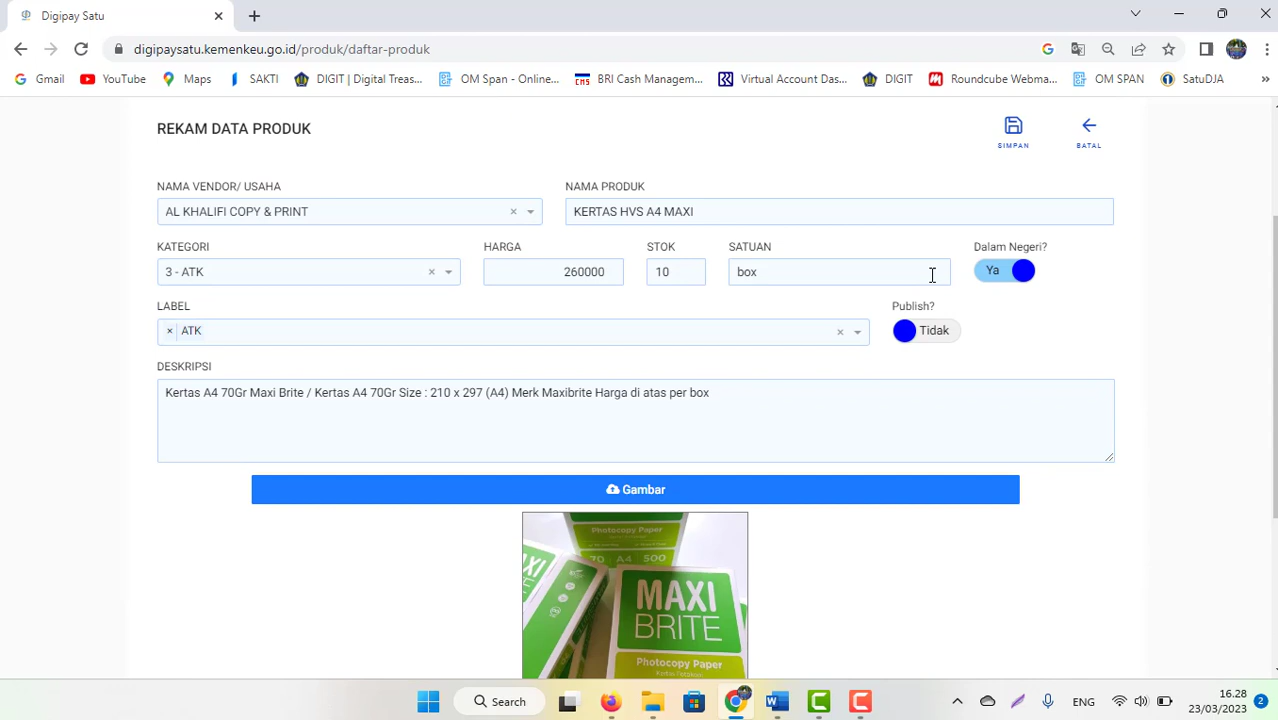 Digipay Satu
digipaysatu.kemenkeu.go.id/produk/daftar-produk
Gmail YouTube Maps SAKTI DIGIT | Digital Treas... OM Span - Online... CMS BRI Cash Managem... Virtual Account Das... DIGIT Roundcube Webma... OM SPAN SatuDJA »
REKAM DATA PRODUK
SIMPAN BATAL
NAMA VENDOR/ USAHA NAMA PRODUK
AL KHALIFI COPY & PRINT × KERTAS HVS A4 MAXI
KATEGORI HARGA STOK SATUAN Dalam Negeri?
3 - ATK × 260000 10 box Ya
LABEL Publish?
× ATK × Tidak
DESKRIPSI
Kertas A4 70Gr Maxi Brite / Kertas A4 70Gr Size : 210 x 297 (A4) Merk Maxibrite Harga di atas per box
Gambar
Photocopy Paper
70 A4 500
MAXI
BRITE
Photocopy Paper
Search ENG 16.28
23/03/2023 2